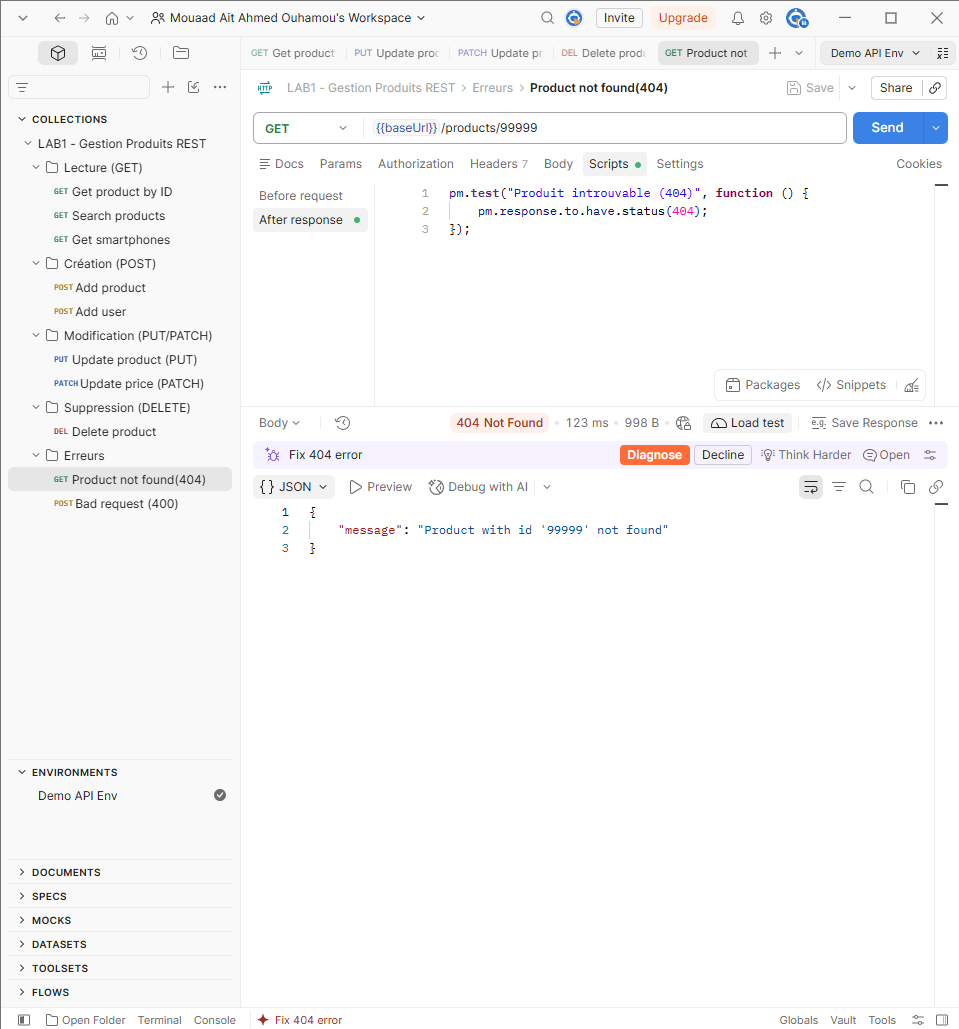 Mouaad Ait Ahmed Ouhamou's Workspace
Invite
Upgrade
GET Get product
PUT Update proc
PATCH Update pr
DEL Delete produ
GET Product not
Demo API Env
LAB1 - Gestion Produits REST > Erreurs > Product not found(404)
Save
Share
COLLECTIONS
LAB1 - Gestion Produits REST
Lecture (GET)
GET Get product by ID
GET Search products
GET Get smartphones
Création (POST)
POST Add product
POST Add user
Modification (PUT/PATCH)
PUT Update product (PUT)
PATCH Update price (PATCH)
Suppression (DELETE)
DEL Delete product
Erreurs
GET Product not found(404)
POST Bad request (400)
ENVIRONMENTS
Demo API Env
DOCUMENTS
SPECS
MOCKS
DATASETS
TOOLSETS
FLOWS
HTTP
GET
{{baseUrl}} /products/99999
Send
Docs Params Authorization Headers 7 Body Scripts Settings Cookies
Before request
After response
1 pm.test("Produit introuvable (404)", function () {
2 pm.response.to.have.status(404);
3 });
Packages </> Snippets
Body
404 Not Found • 123 ms • 998 B
Load test
e.g. Save Response
Fix 404 error
Diagnose
Decline
Think Harder
Open
{} JSON
Preview
Debug with AI
1 {
2 "message": "Product with id '99999' not found"
3 }
Open Folder Terminal Console Fix 404 error
Globals Vault Tools